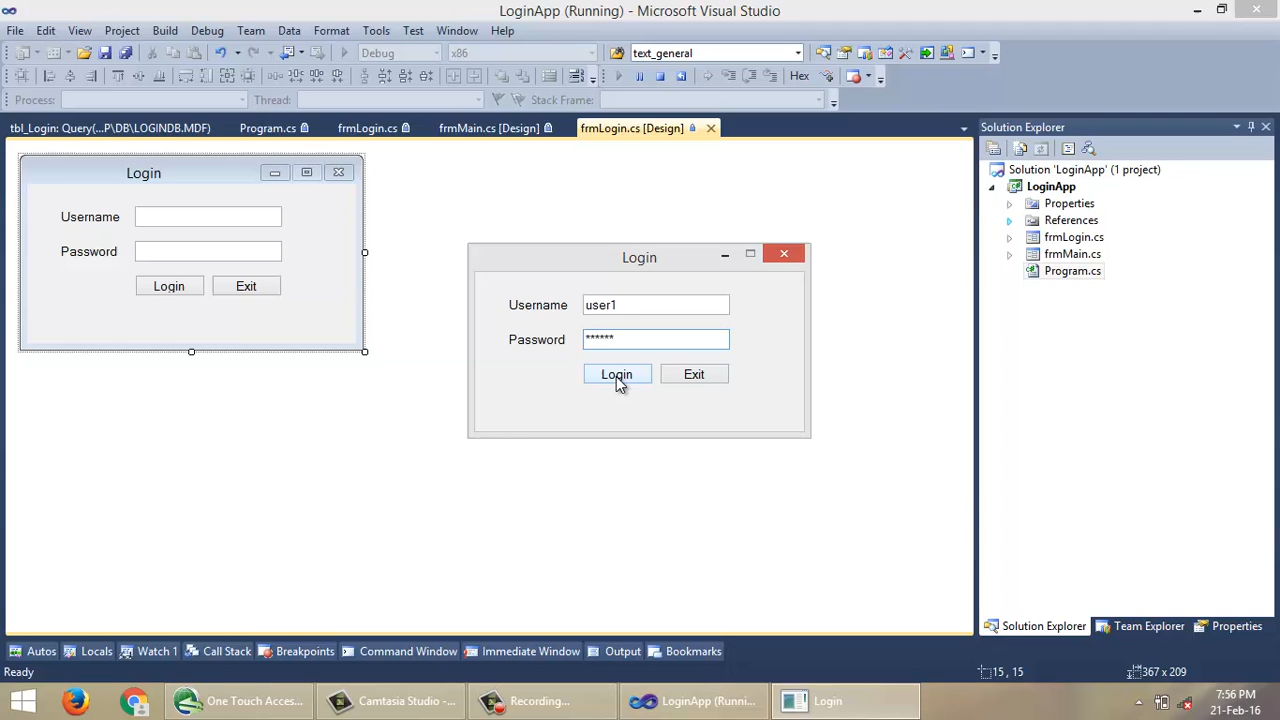 LoginApp (Running) - Microsoft Visual Studio
File Edit View Project Build Debug Team Data Format Tools Test Window Help
Debug x86 text_general
Hex
Process: Thread: Stack Frame:
tbl_Login: Query(...P\DB\LOGINDB.MDF) Program.cs frmLogin.cs frmMain.cs [Design] frmLogin.cs [Design]
Login
Username
Password
Login Exit
Login
Username user1
Password ******
Login Exit
Solution Explorer
Solution 'LoginApp' (1 project)
LoginApp
Properties
References
frmLogin.cs
frmMain.cs
Program.cs
Solution Explorer Team Explorer Properties
Autos Locals Watch 1 Call Stack Breakpoints Command Window Immediate Window Output Bookmarks
Ready 15 , 15 367 x 209
One Touch Acces... Camtasia Studio -... Recording... LoginApp (Runni... Login
7:56 PM
21-Feb-16